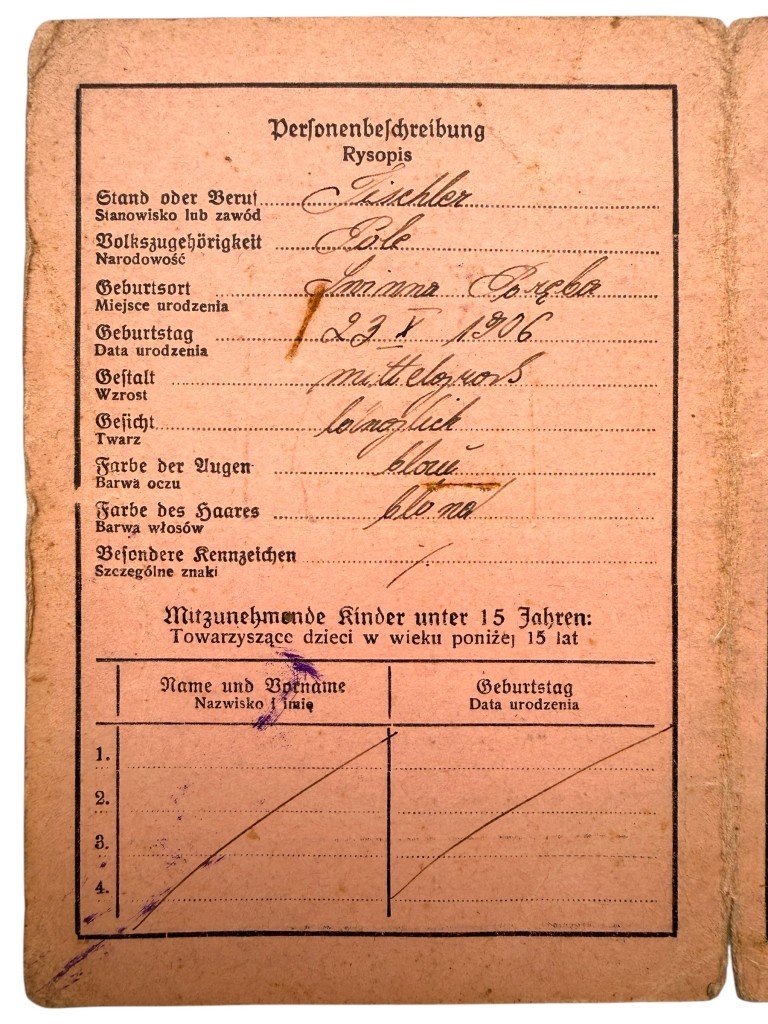 Personenbeschreibung
Rysopis
Stand oder Beruf Tischler
Stanowisko lub zawód
Volkszugehörigkeit Pole
Narodowość
Geburtsort Poręba
Miejsce urodzenia
Geburtstag 23 X 1906
Data urodzenia
Gestalt mittelgross
Wzrost
Gesicht länglich
Twarz
Farbe der Augen blau
Barwa oczu
Farbe des Haares blond
Barwa włosów
Besondere Kennzeichen /
Szczególne znaki
Mitzunehmende Kinder unter 15 Jahren:
Towarzyszące dzieci w wieku poniżej 15 lat
Name und Vorname Geburtstag
Nazwisko i imię Data urodzenia
1.
2.
3.
4.